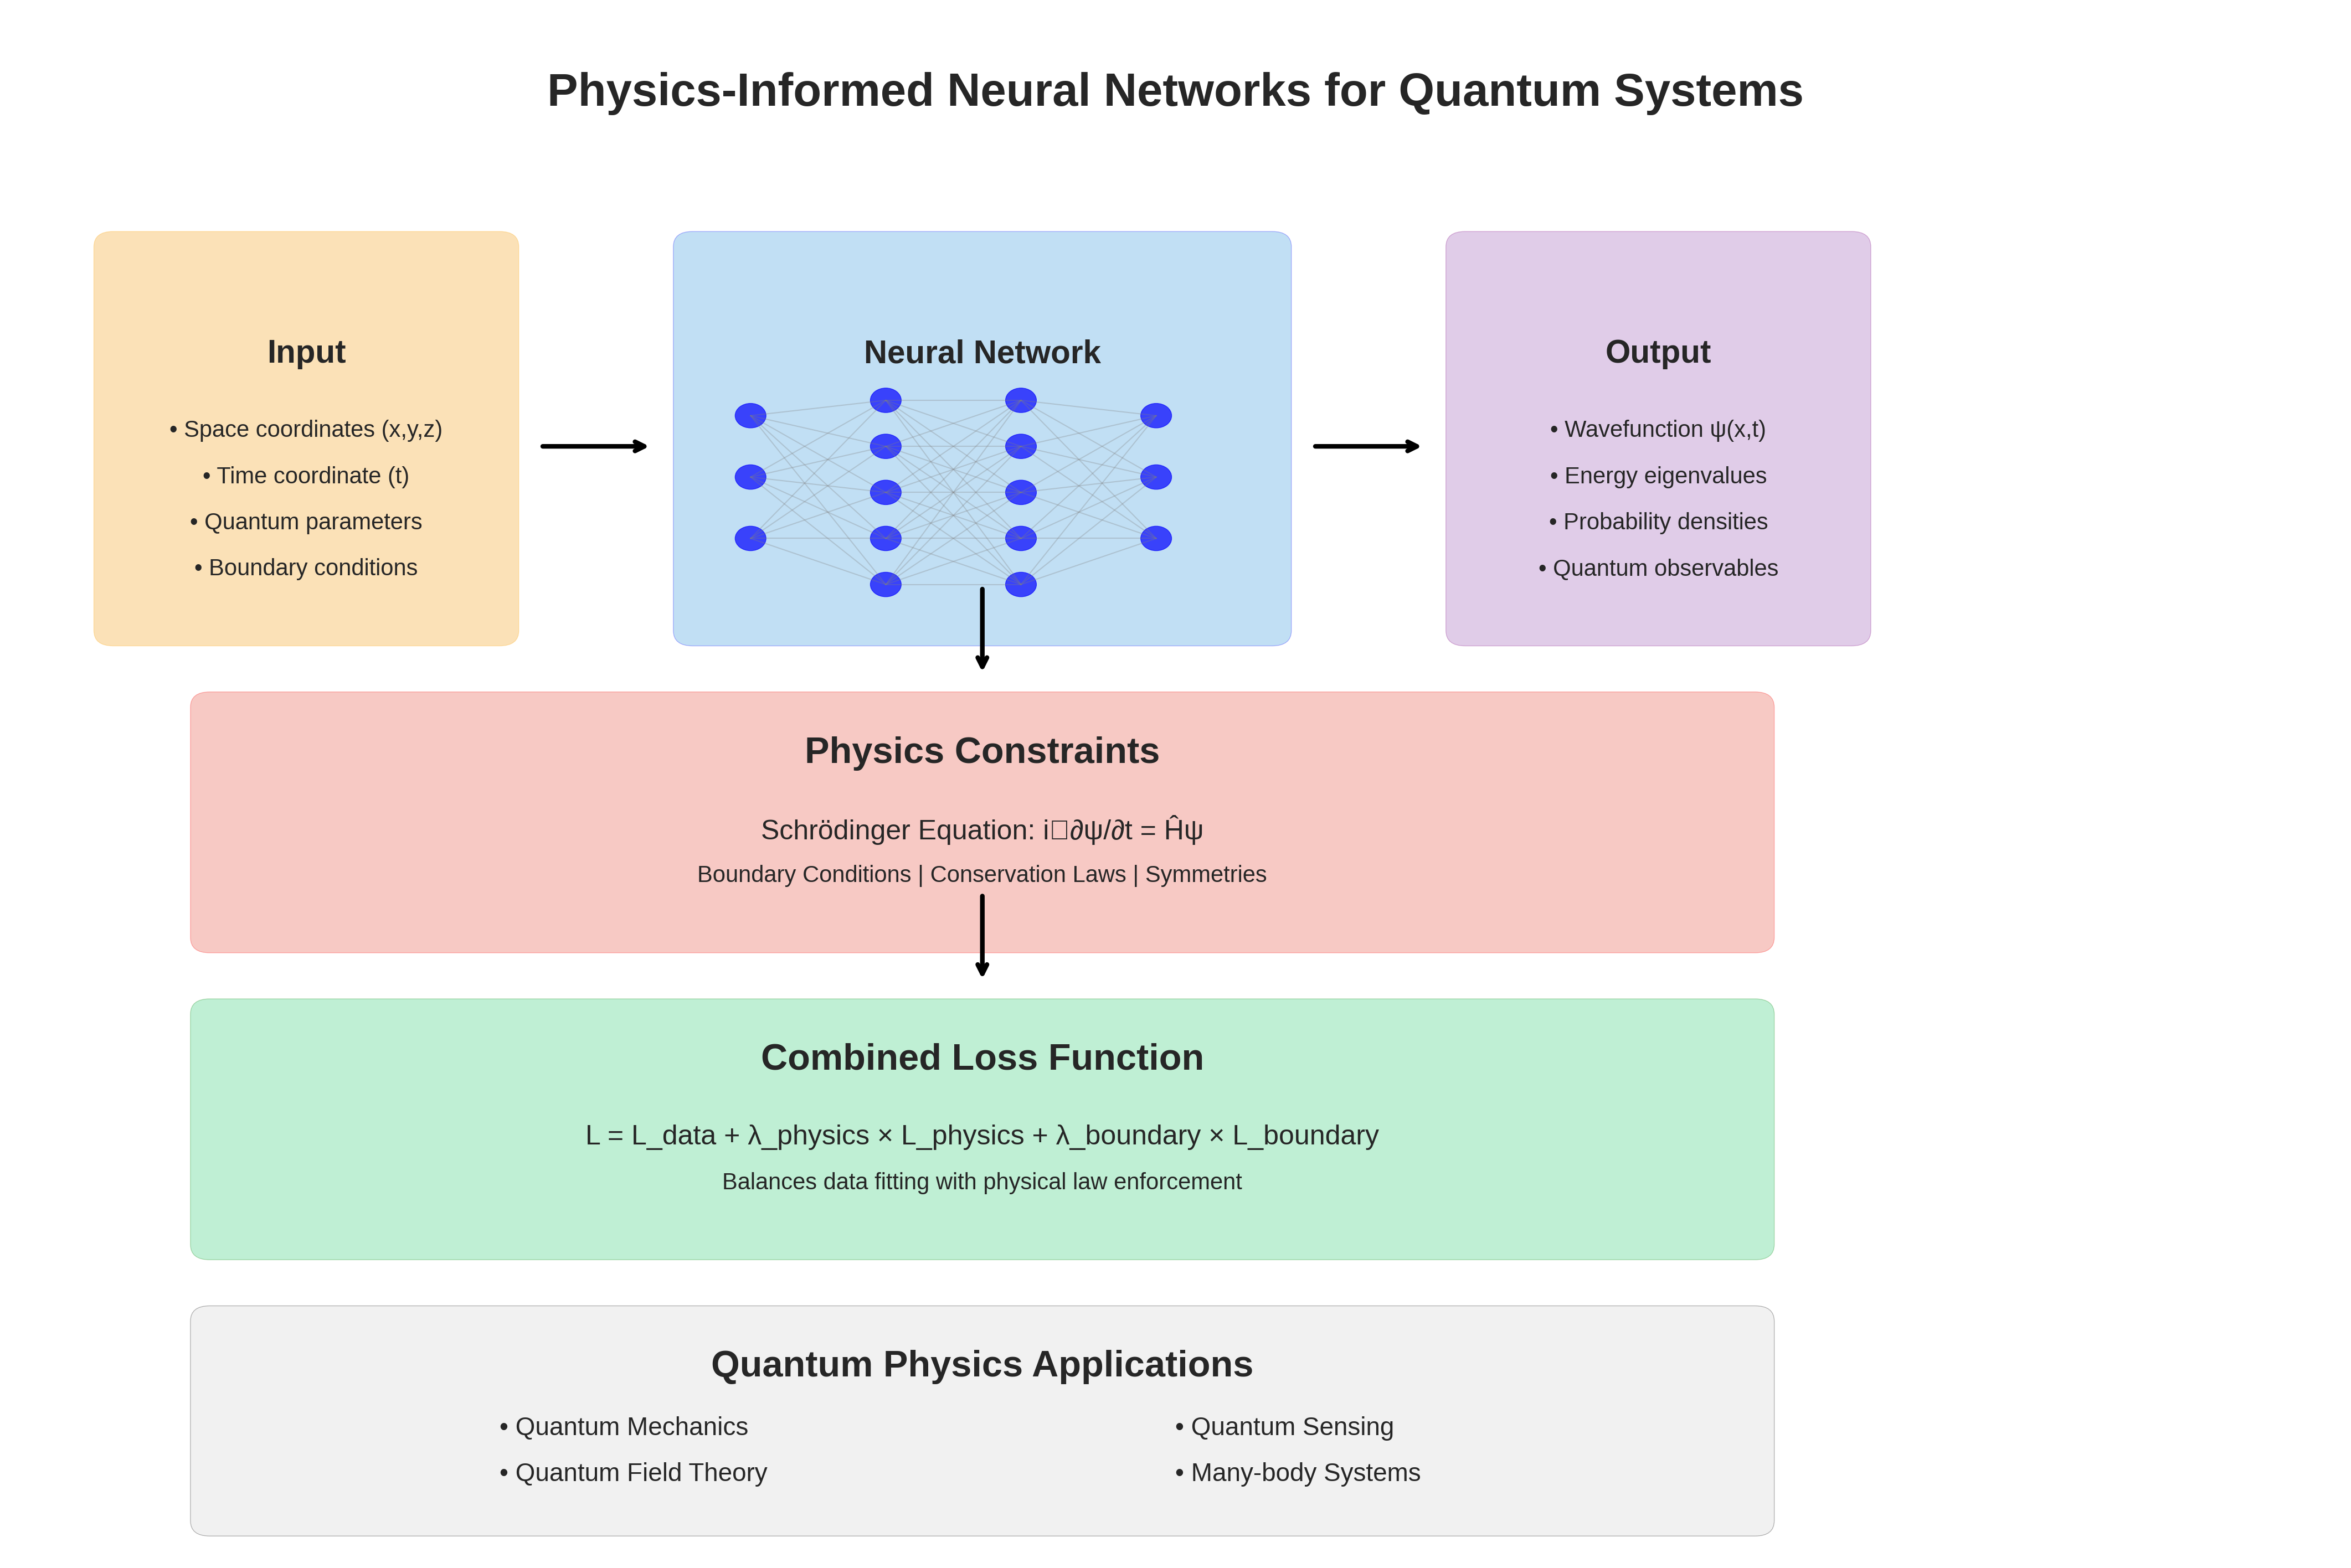 Physics-Informed Neural Networks for Quantum Systems
Input
• Space coordinates (x,y,z)
• Time coordinate (t)
• Quantum parameters
• Boundary conditions
Neural Network
Output
• Wavefunction ψ(x,t)
• Energy eigenvalues
• Probability densities
• Quantum observables
Physics Constraints
Schrödinger Equation: i□∂ψ/∂t = Ĥψ
Boundary Conditions | Conservation Laws | Symmetries
Combined Loss Function
L = L_data + λ_physics × L_physics + λ_boundary × L_boundary
Balances data fitting with physical law enforcement
Quantum Physics Applications
• Quantum Mechanics
• Quantum Field Theory
• Quantum Sensing
• Many-body Systems